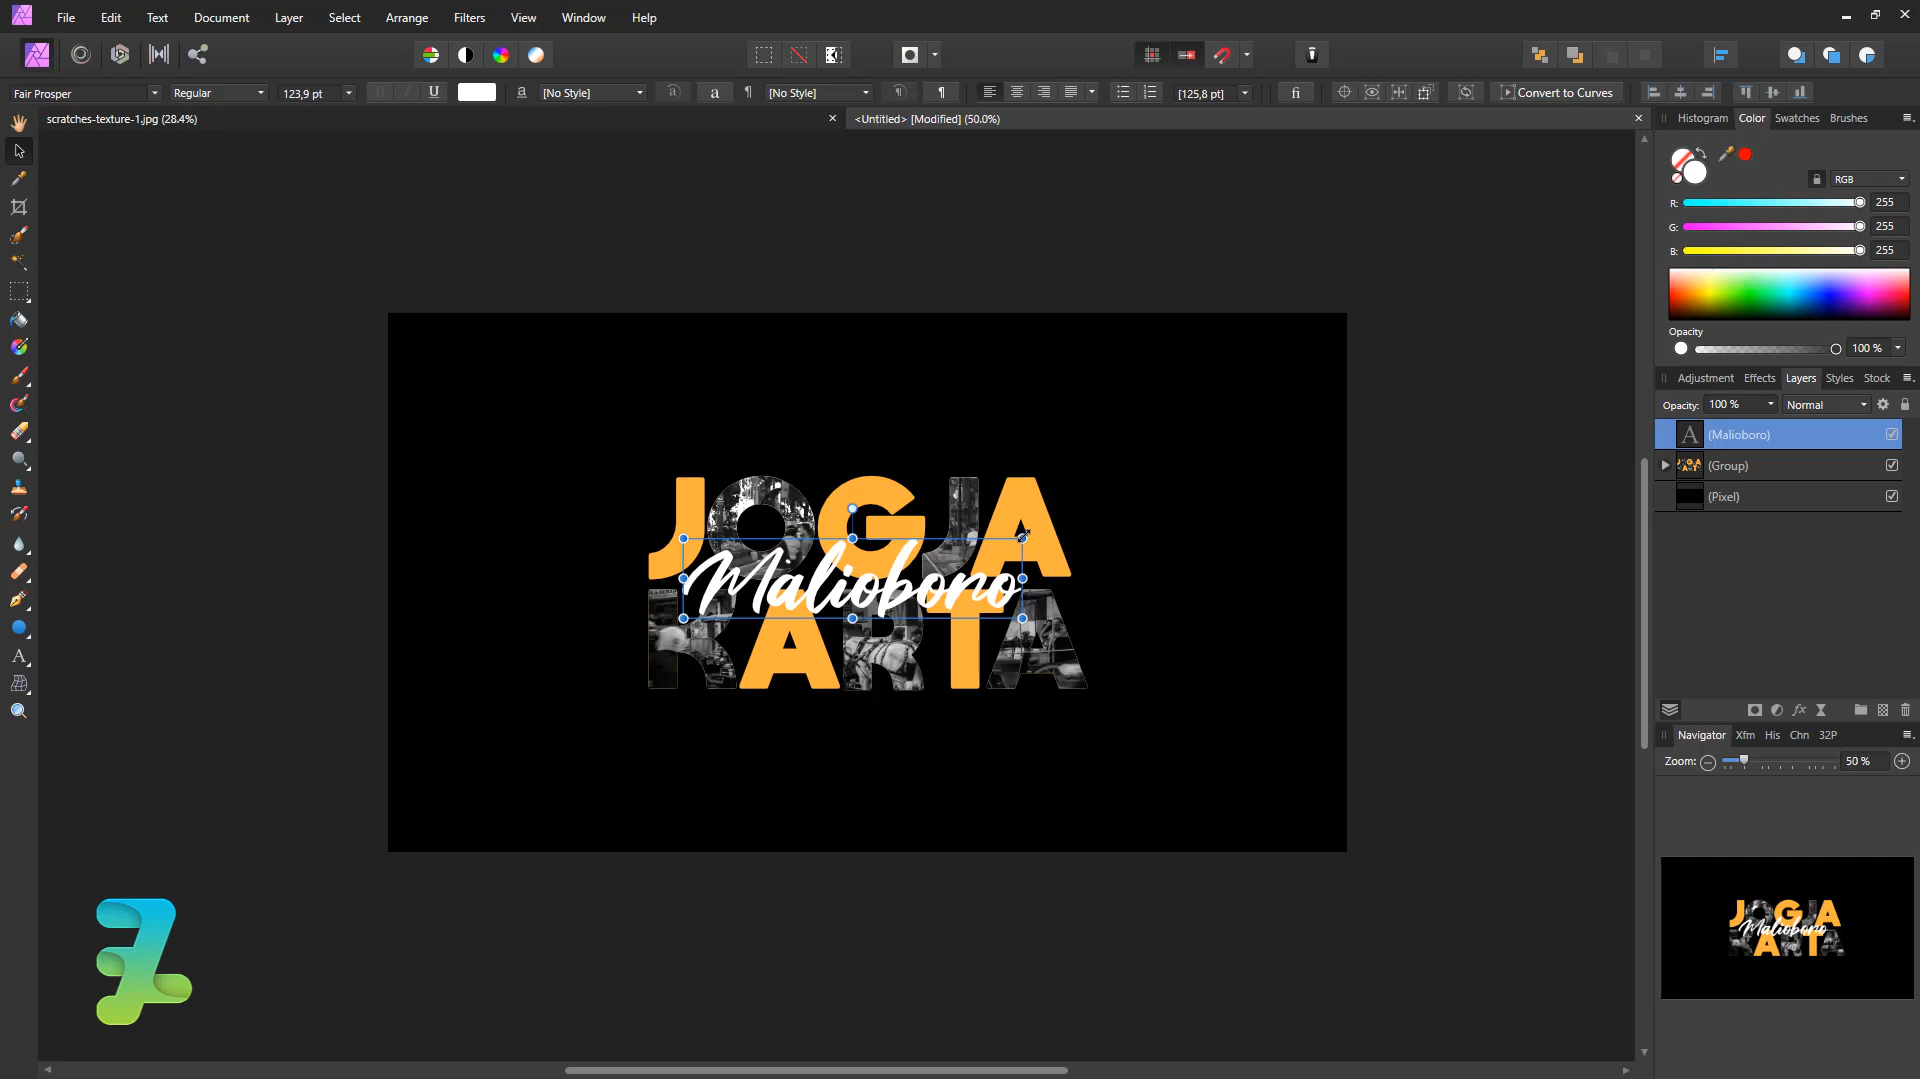 File Edit Text Document Layer Select Arrange Filters View Window Help
Fair Prosper Regular 123,9 pt B I U a [No Style] a a ¶ [No Style] ¶ ¶ [125,8 pt] fi Convert to Curves
scratches-texture-1.jpg (28.4%)
<Untitled> [Modified] (50.0%)
Histogram Color Swatches Brushes
RGB
R: 255
G: 255
B: 255
Opacity
100 %
Adjustment Effects Layers Styles Stock
Opacity: 100 % Normal
A (Malioboro)
(Group)
(Pixel)
JOGJA
Malioboro
KARTA
fx
Navigator Xfm His Chn 32P
Zoom: 50 %
JOGJA
Malioboro
KARTA